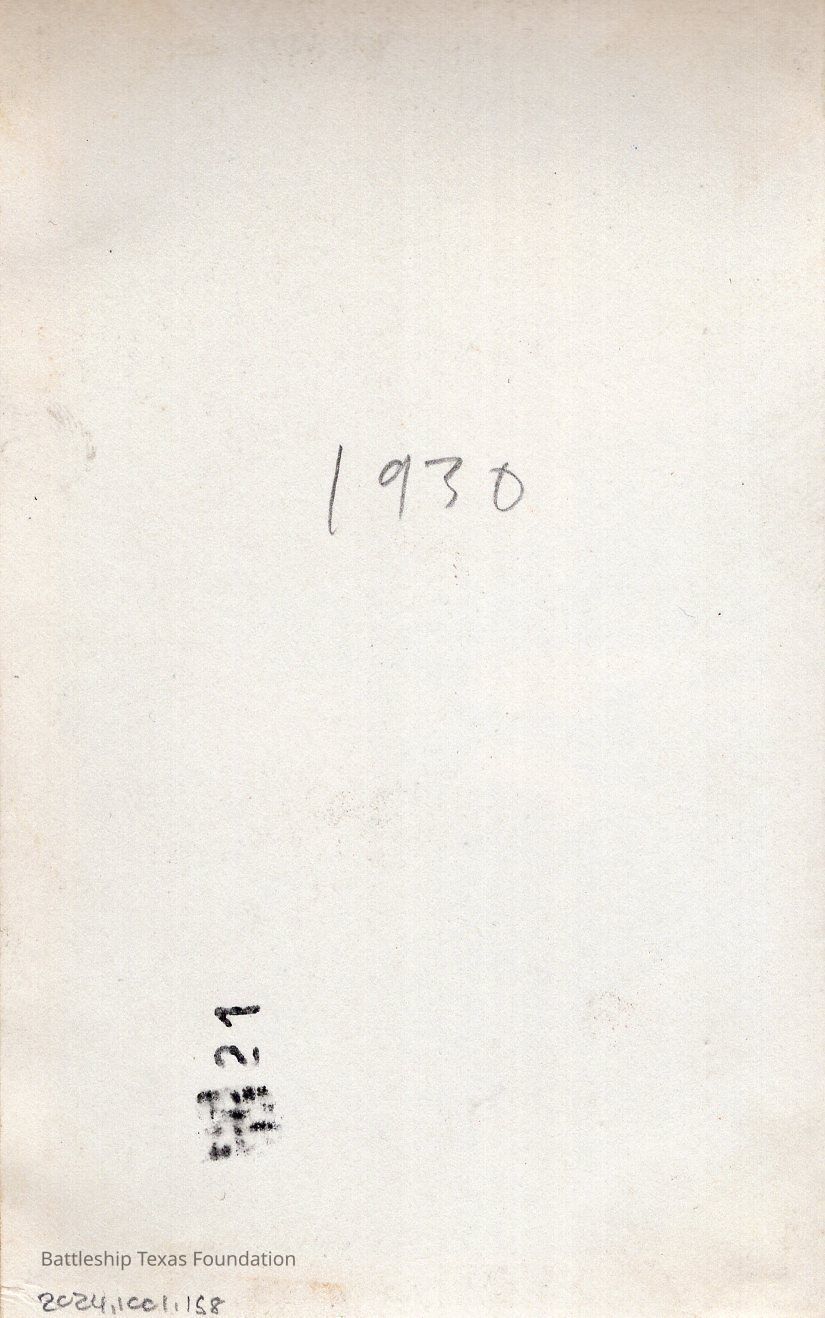 1930
21
Battleship Texas Foundation
2024.1001.158